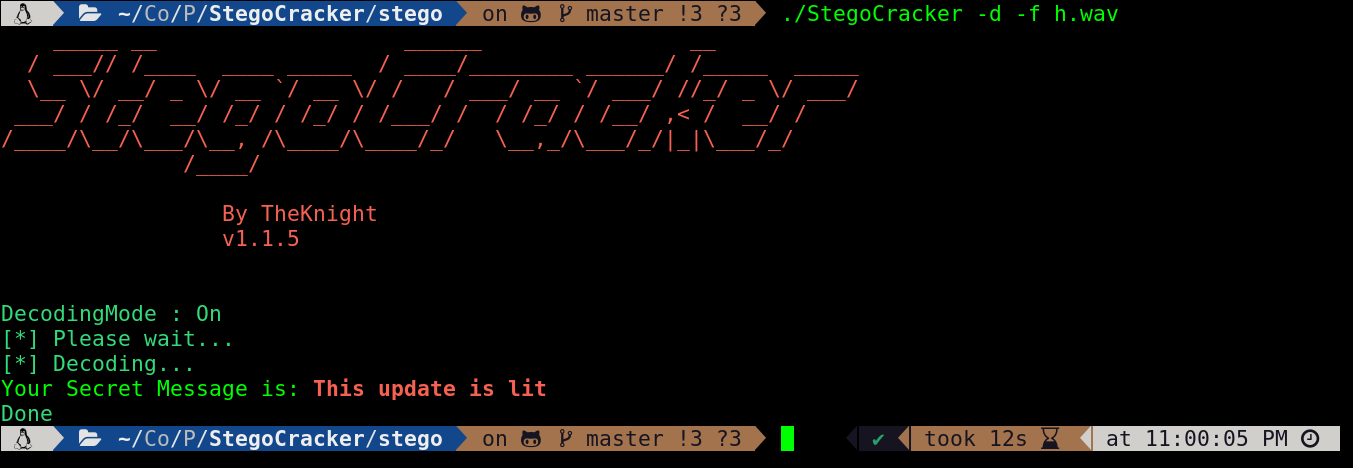 ~/Co/P/StegoCracker/stego on master !3 ?3 ./StegoCracker -d -f h.wav
StegoCracker
By TheKnight
v1.1.5
DecodingMode : On
[*] Please wait...
[*] Decoding...
Your Secret Message is: This update is lit
Done
~/Co/P/StegoCracker/stego on master !3 ?3 ✔ took 12s at 11:00:05 PM